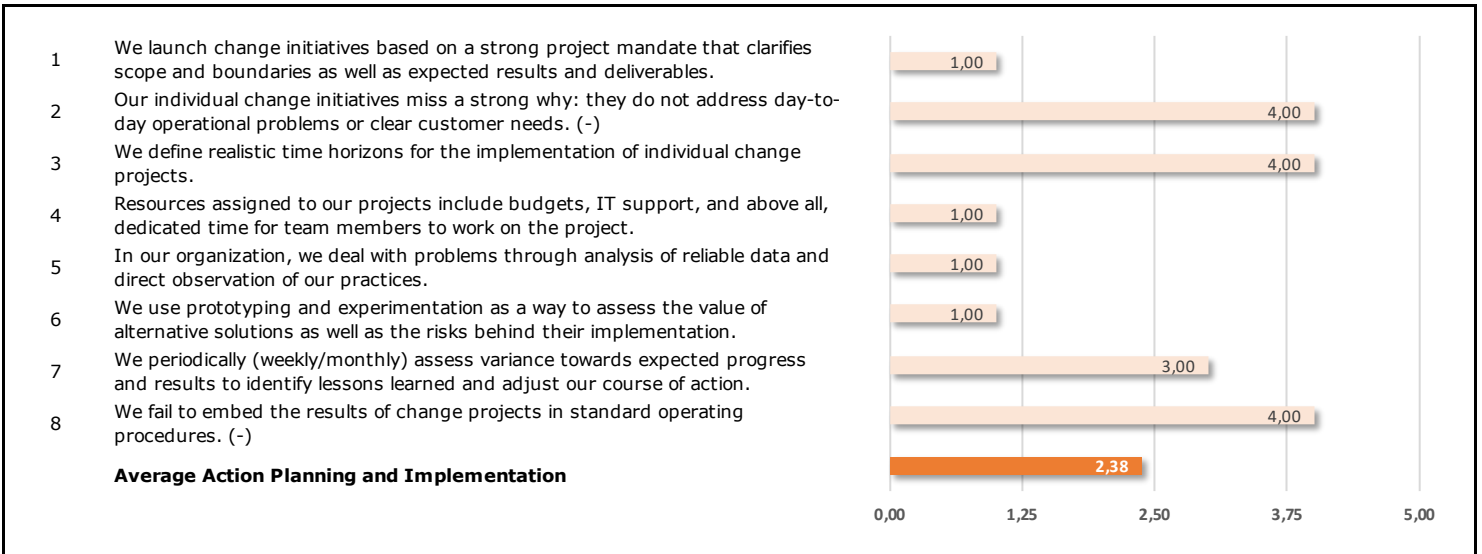 1 We launch change initiatives based on a strong project mandate that clarifies
scope and boundaries as well as expected results and deliverables.
1,00
2 Our individual change initiatives miss a strong why: they do not address day-to-
day operational problems or clear customer needs. (-)
4,00
3 We define realistic time horizons for the implementation of individual change
projects.
4,00
4 Resources assigned to our projects include budgets, IT support, and above all,
dedicated time for team members to work on the project.
1,00
5 In our organization, we deal with problems through analysis of reliable data and
direct observation of our practices.
1,00
6 We use prototyping and experimentation as a way to assess the value of
alternative solutions as well as the risks behind their implementation.
1,00
7 We periodically (weekly/monthly) assess variance towards expected progress
and results to identify lessons learned and adjust our course of action.
3,00
8 We fail to embed the results of change projects in standard operating
procedures. (-)
4,00
Average Action Planning and Implementation
2,38
0,00 1,25 2,50 3,75 5,00